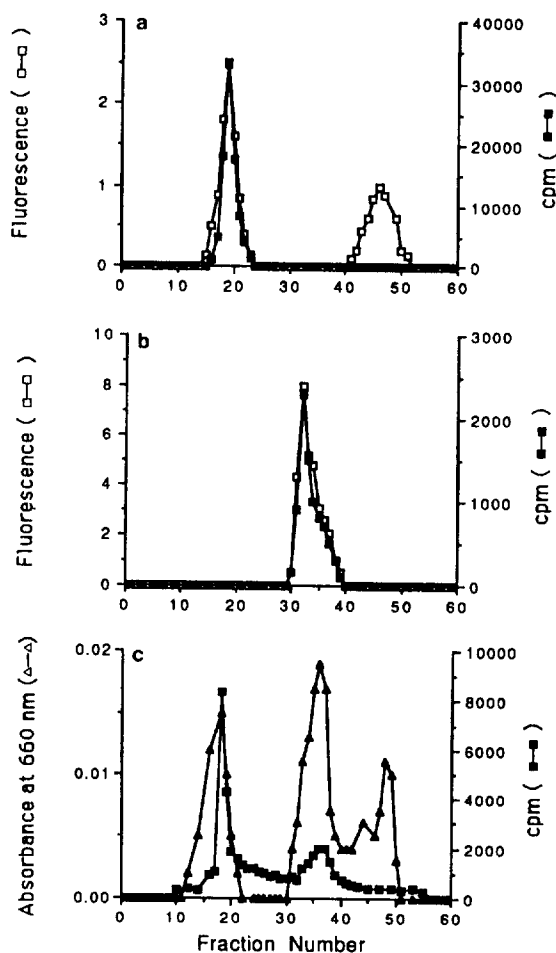 a
Fluorescence (□—□)
3
2
1
0
40000
30000
20000
10000
0
cpm (■—■)
0 10 20 30 40 50 60
b
Fluorescence (□—□)
10
8
6
4
2
0
3000
2000
1000
0
cpm (■—■)
0 10 20 30 40 50 60
c
Absorbance at 660 nm (△—△)
0.02
0.01
0.00
10000
8000
6000
4000
2000
0
cpm (■—■)
0 10 20 30 40 50 60
Fraction Number